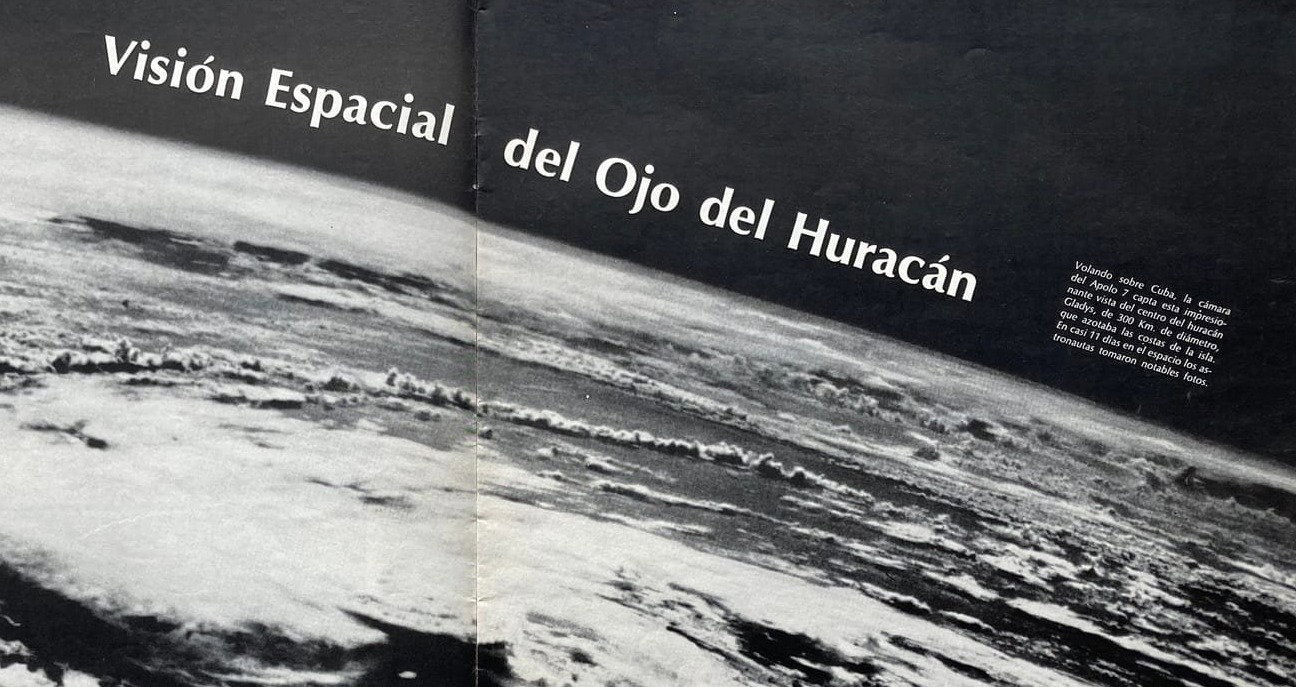 Visión Espacial del Ojo del Huracán
Volando sobre Cuba, la cámara
del Apolo 7 capta esta impresio-
nante vista del centro del huracán
Gladys, de 300 Km. de diámetro,
que azotaba las costas de la isla.
En casi 11 días en el espacio los as-
tronautas tomaron notables fotos.